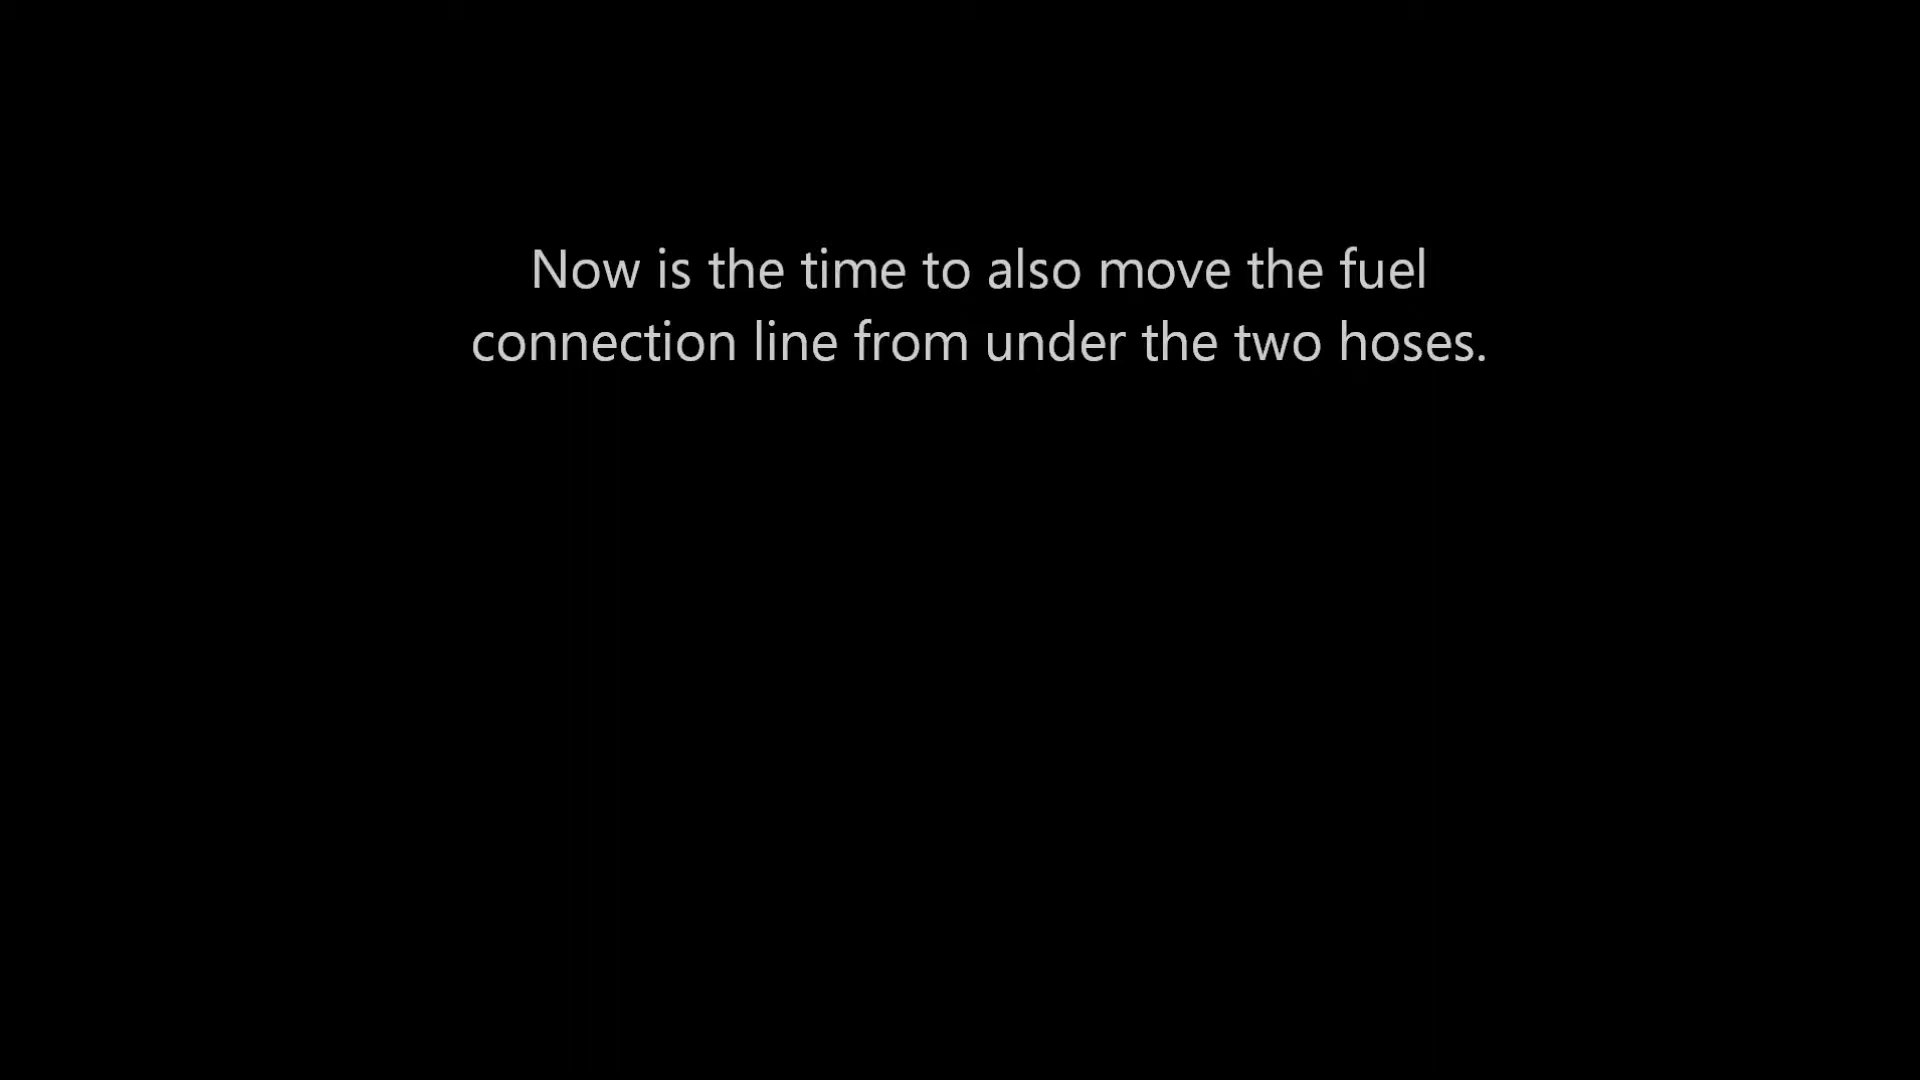 Now is the time to also move the fuel
connection line from under the two hoses.